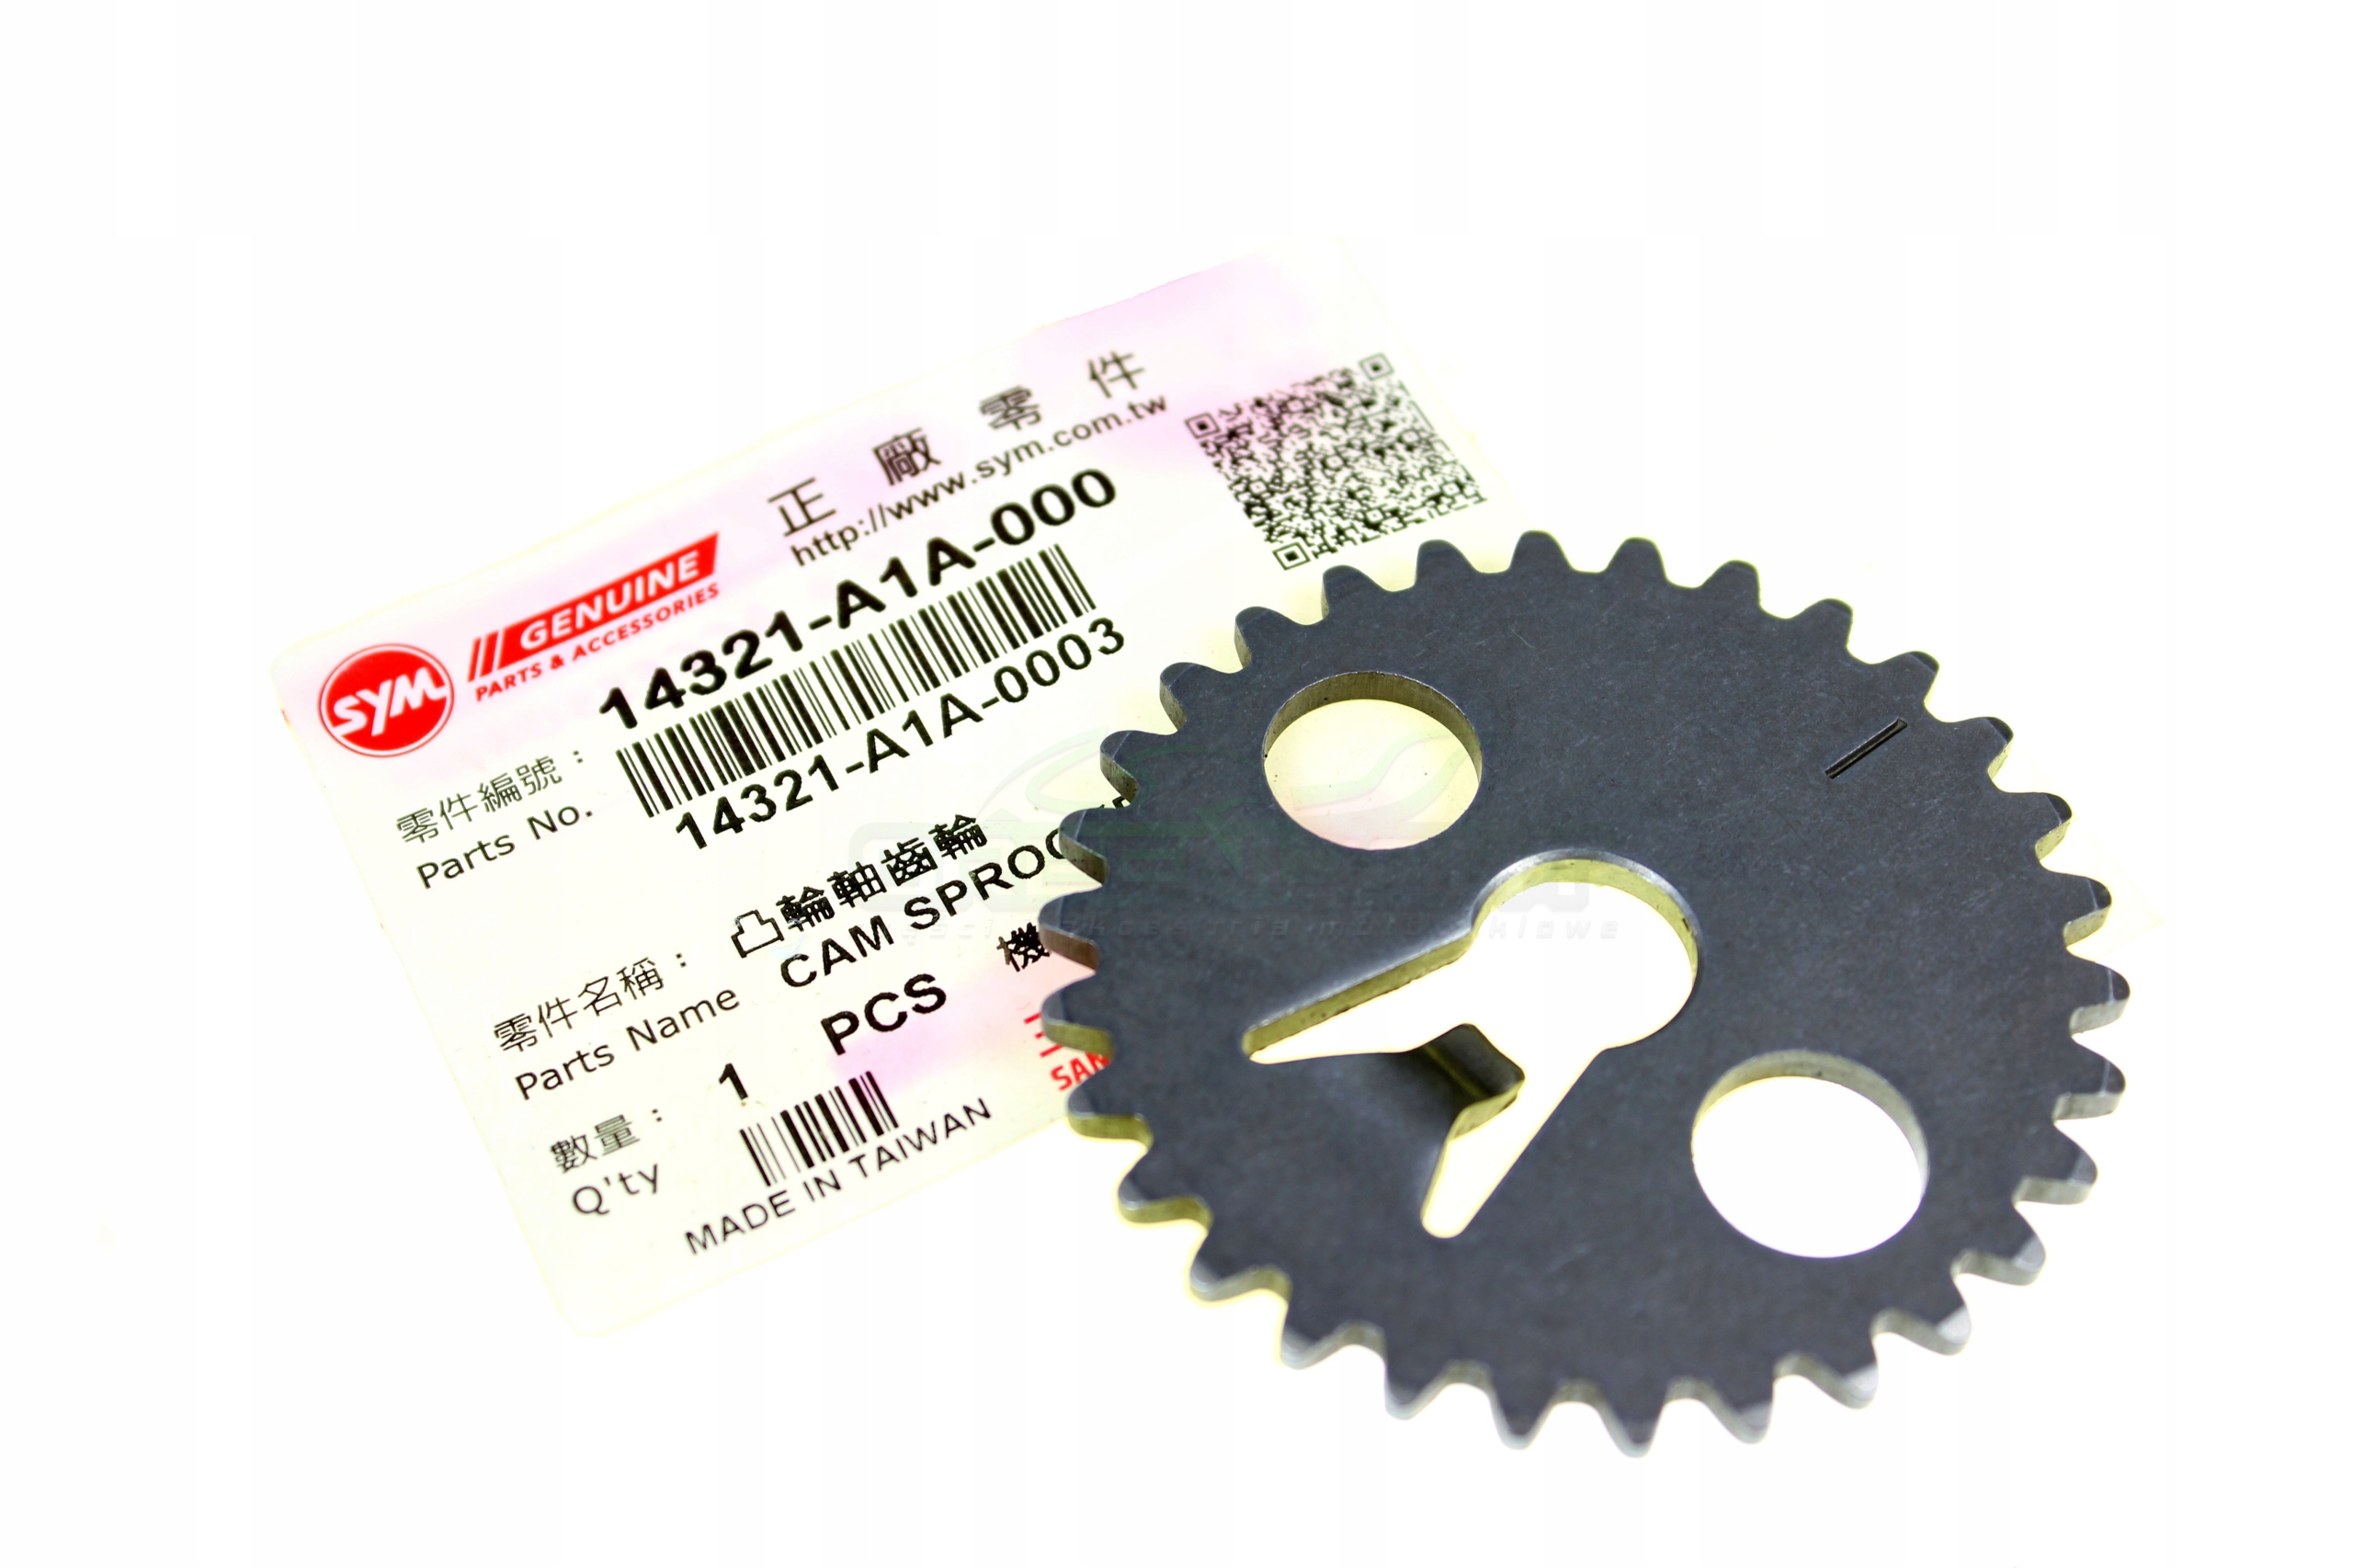 正廠零件
http://www.sym.com.tw
SYM
GENUINE
PARTS & ACCESSORIES
零件編號：
Parts No.
14321-A1A-000
14321-A1A-0003
零件名稱：
Parts Name
凸輪軸齒輪
CAM SPROC
數量：
Q'ty
1 PCS
機
MADE IN TAIWAN
SAN